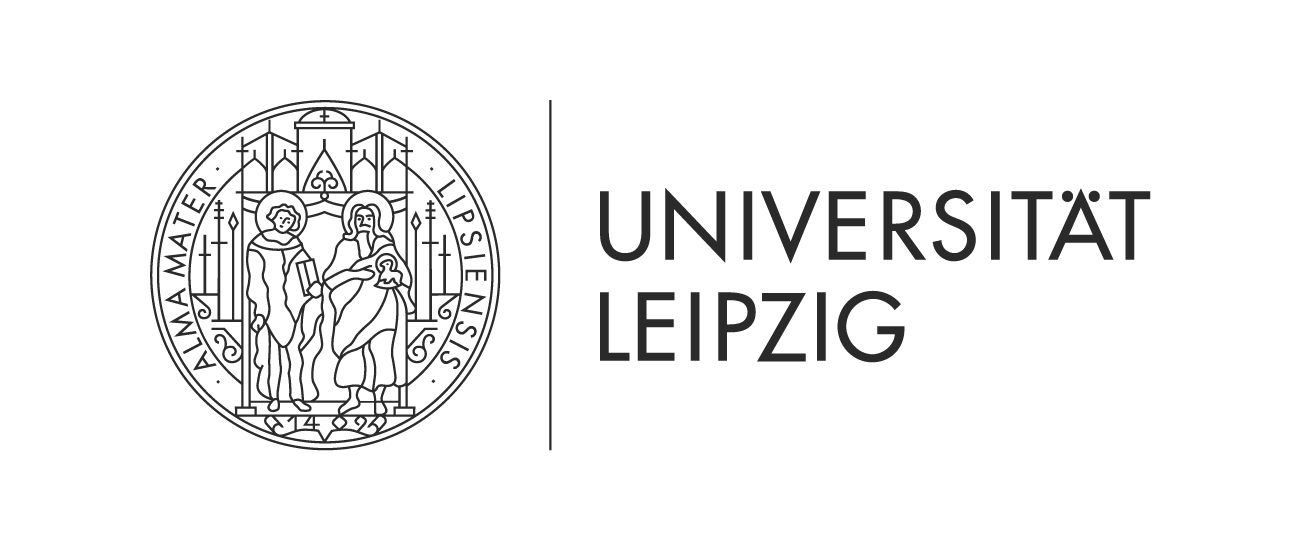 ALMA MATER
LIPSIENSIS
UNIVERSITÄT
LEIPZIG